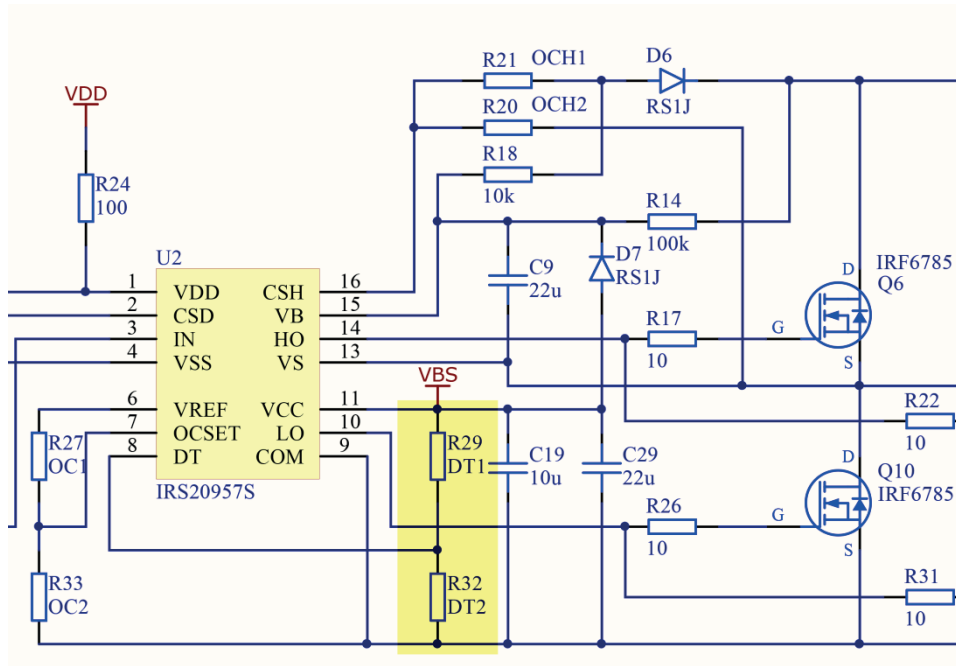 R21 OCH1 D6
RS1J
R20 OCH2
R18
10k
VDD
R24
100
R14
100k
U2
D7
RS1J
C9
22u
IRF6785
Q6
D
G
S
1 VDD CSH 16
2 CSD VB 15
3 IN HO 14
4 VSS VS 13
R17
10
VBS
6 VREF VCC 11
7 OCSET LO 10
8 DT COM 9
IRS20957S
R27
OC1
R29
DT1
C19
10u
C29
22u
R22
10
D
G
S
Q10
IRF6785
R26
10
R33
OC2
R32
DT2
R31
10